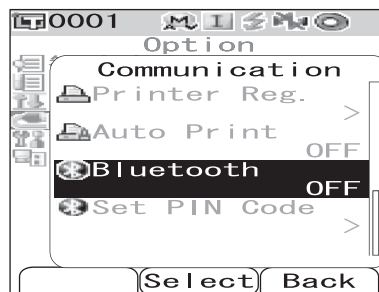 0001 M I
Option
Communication
Printer Reg.
>
Auto Print
OFF
Bluetooth
OFF
Set PIN Code
>
Select Back